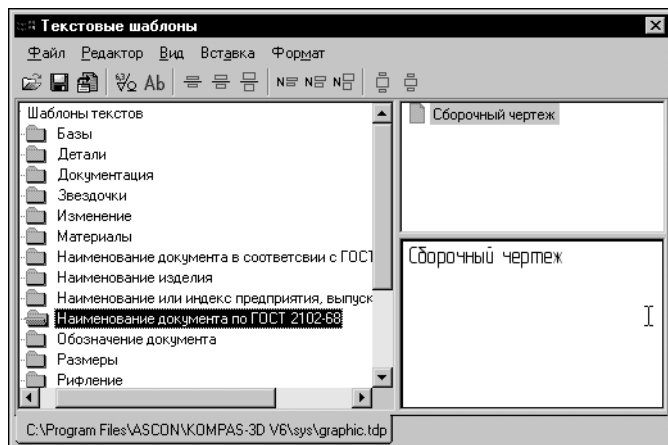 Текстовые шаблоны
Файл Редактор Вид Вставка Формат
Ab N N N
Шаблоны текстов
Базы
Детали
Документация
Звездочки
Изменение
Материалы
Наименование документа в соответсвии с ГОСТ
Наименование изделия
Наименование или индекс предприятия, выпуск
Наименование документа по ГОСТ 2102-68
Обозначение документа
Размеры
Рифление
Сборочный чертеж
Сборочный чертеж
C:\Program Files\ASCON\KOMPAS-3D V6\sys\graphic.tdp